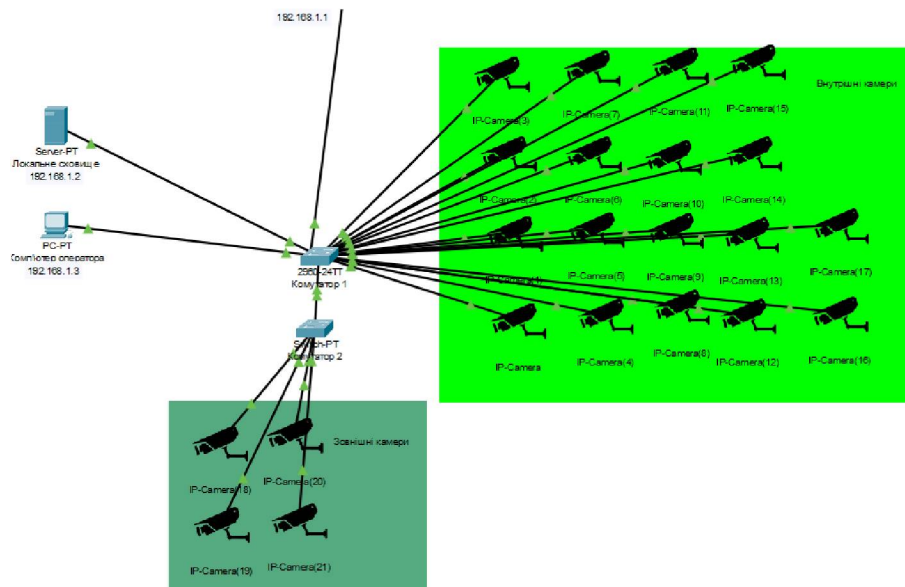 192.168.1.1
Внутрішні камери
IP-Camera(3)
IP-Camera(7)
IP-Camera(11)
IP-Camera(15)
Server-PT
Локальне сховище
192.168.1.2
IP-Camera(2)
IP-Camera(6)
IP-Camera(10)
IP-Camera(14)
PC-PT
Комп'ютер оператора
192.168.1.3
2960-24TT
Комутатор 1
IP-Camera(1)
IP-Camera(5)
IP-Camera(9)
IP-Camera(13)
IP-Camera(17)
Switch-PT
Комутатор 2
IP-Camera
IP-Camera(4)
IP-Camera(8)
IP-Camera(12)
IP-Camera(16)
Зовнішні камери
IP-Camera(18)
IP-Camera(20)
IP-Camera(19)
IP-Camera(21)